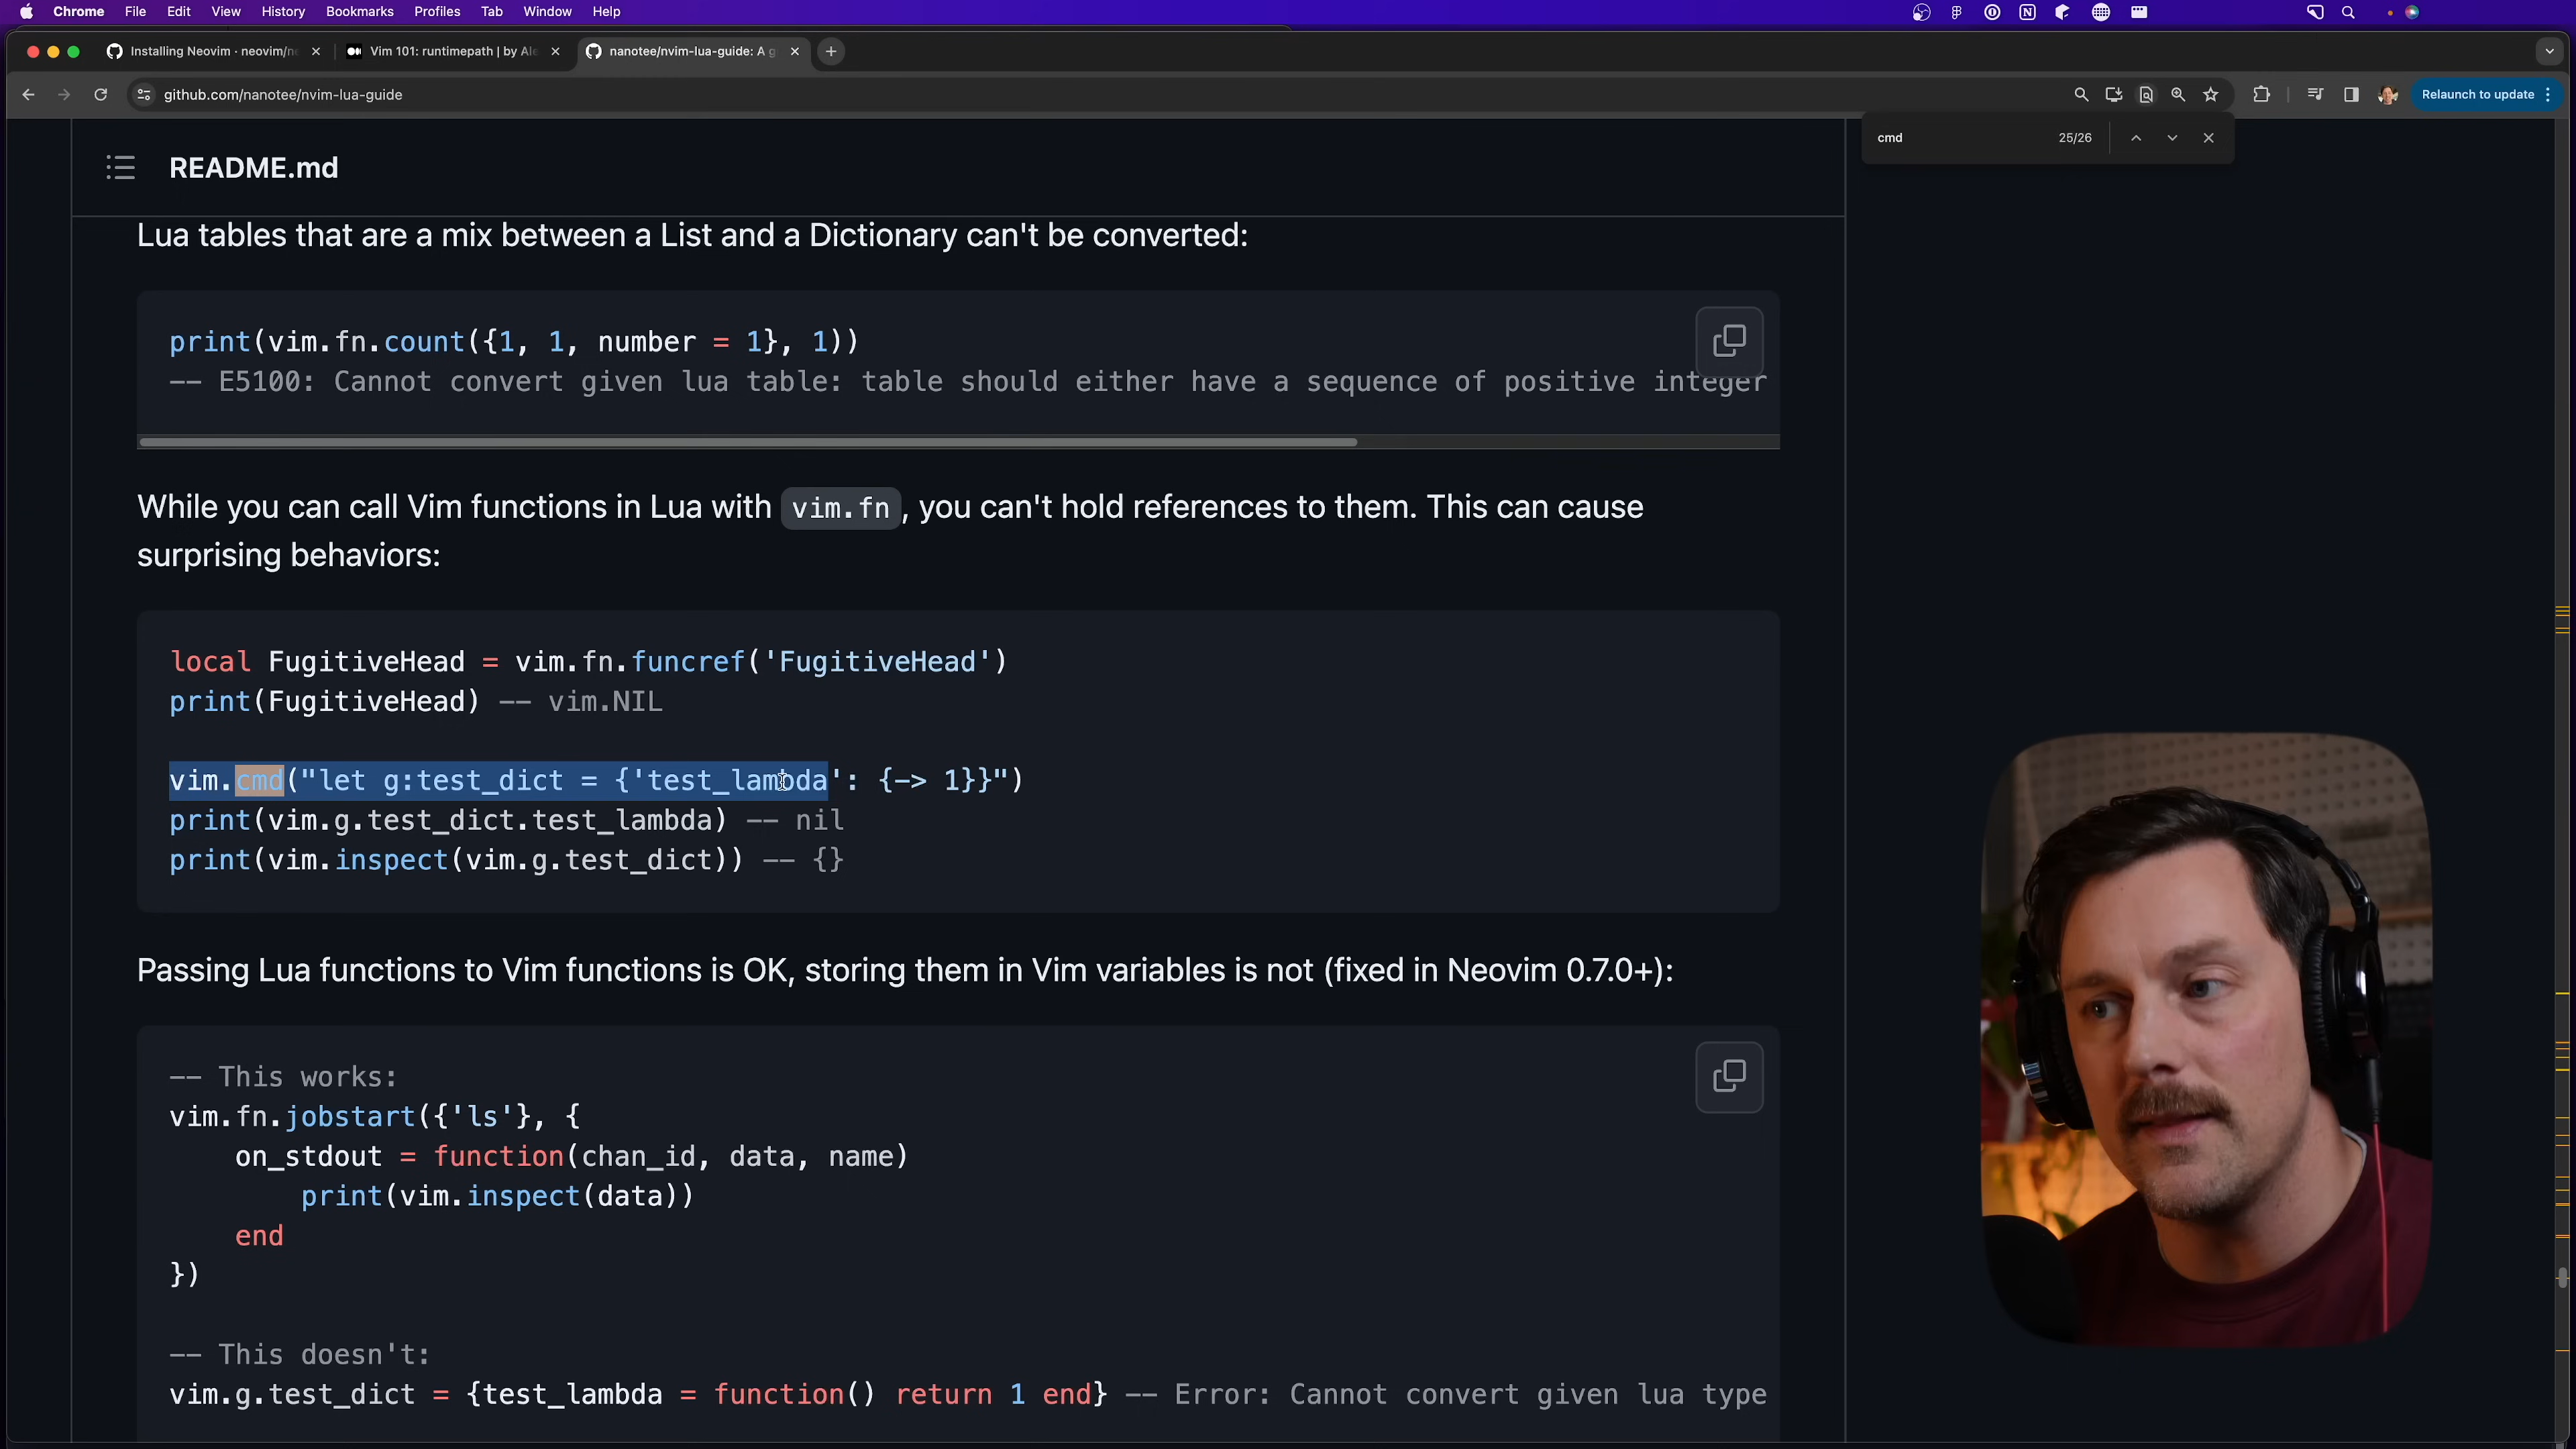 Chrome File Edit View History Bookmarks Profiles Tab Window Help
Installing Neovim · neovim/ne
Vim 101: runtimepath | by Ale
nanotee/nvim-lua-guide: A g
github.com/nanotee/nvim-lua-guide
Relaunch to update
cmd 25/26
README.md
Lua tables that are a mix between a List and a Dictionary can't be converted:
print(vim.fn.count({1, 1, number = 1}, 1))
-- E5100: Cannot convert given lua table: table should either have a sequence of positive integer
While you can call Vim functions in Lua with vim.fn, you can't hold references to them. This can cause
surprising behaviors:
local FugitiveHead = vim.fn.funcref('FugitiveHead')
print(FugitiveHead) -- vim.NIL
vim.cmd("let g:test_dict = {'test_lambda': {-> 1}}")
print(vim.g.test_dict.test_lambda) -- nil
print(vim.inspect(vim.g.test_dict)) -- {}
Passing Lua functions to Vim functions is OK, storing them in Vim variables is not (fixed in Neovim 0.7.0+):
-- This works:
vim.fn.jobstart({'ls'}, {
on_stdout = function(chan_id, data, name)
print(vim.inspect(data))
end
})
-- This doesn't:
vim.g.test_dict = {test_lambda = function() return 1 end} -- Error: Cannot convert given lua type